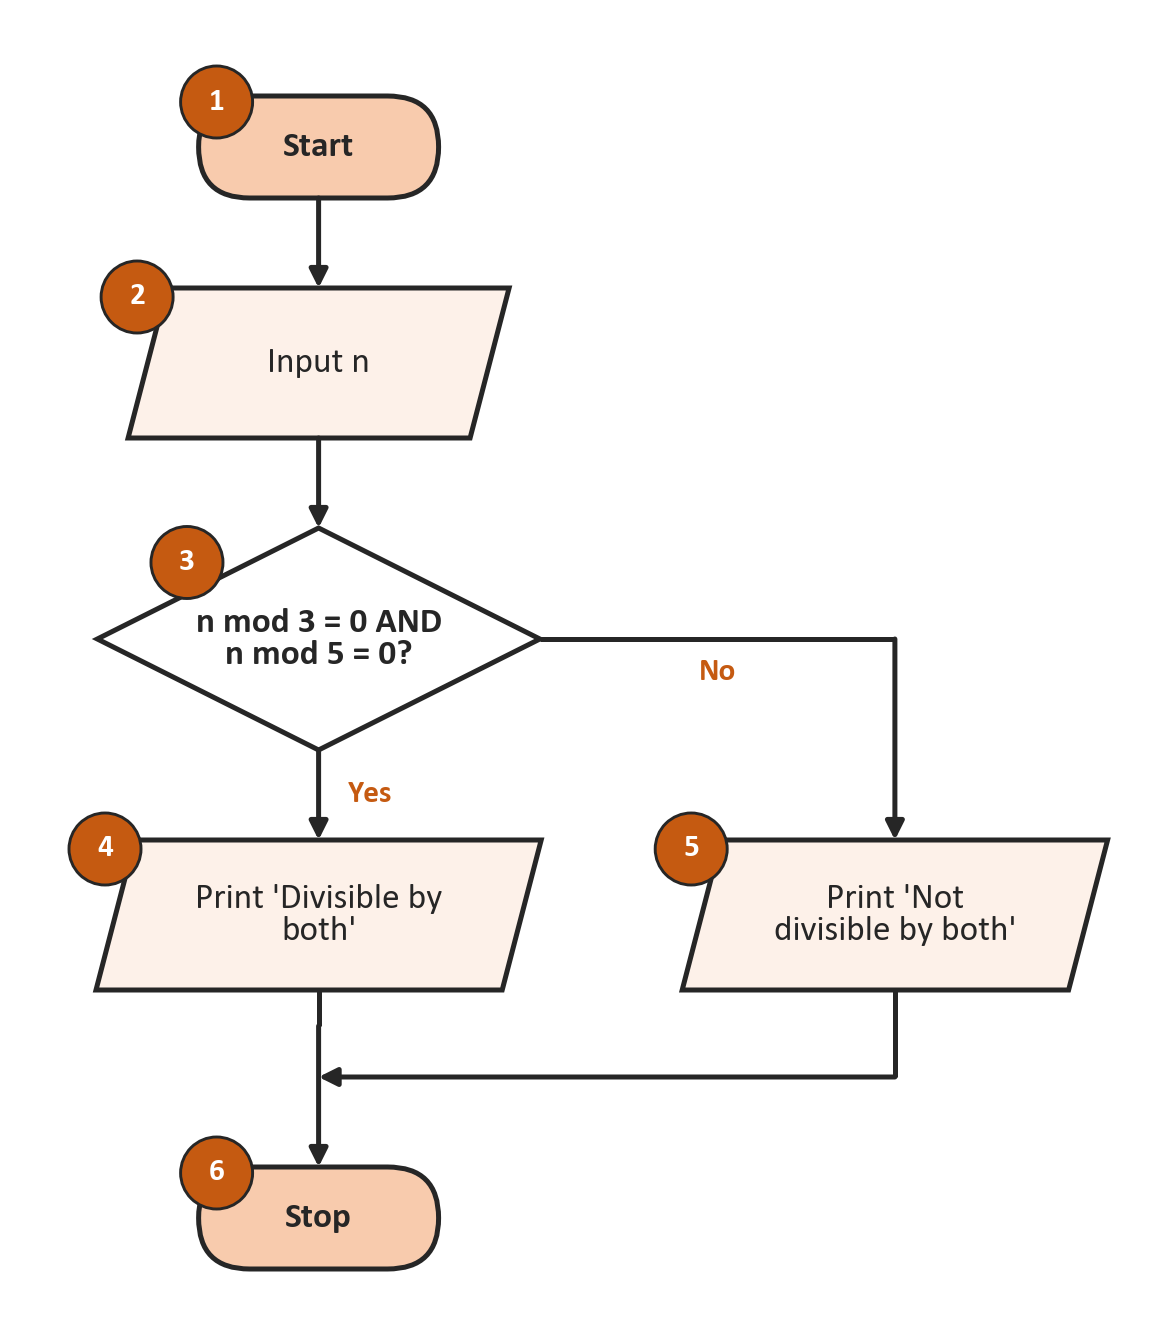 1
Start
2
Input n
3
n mod 3 = 0 AND
n mod 5 = 0?
No
Yes
4
Print 'Divisible by
both'
5
Print 'Not
divisible by both'
6
Stop